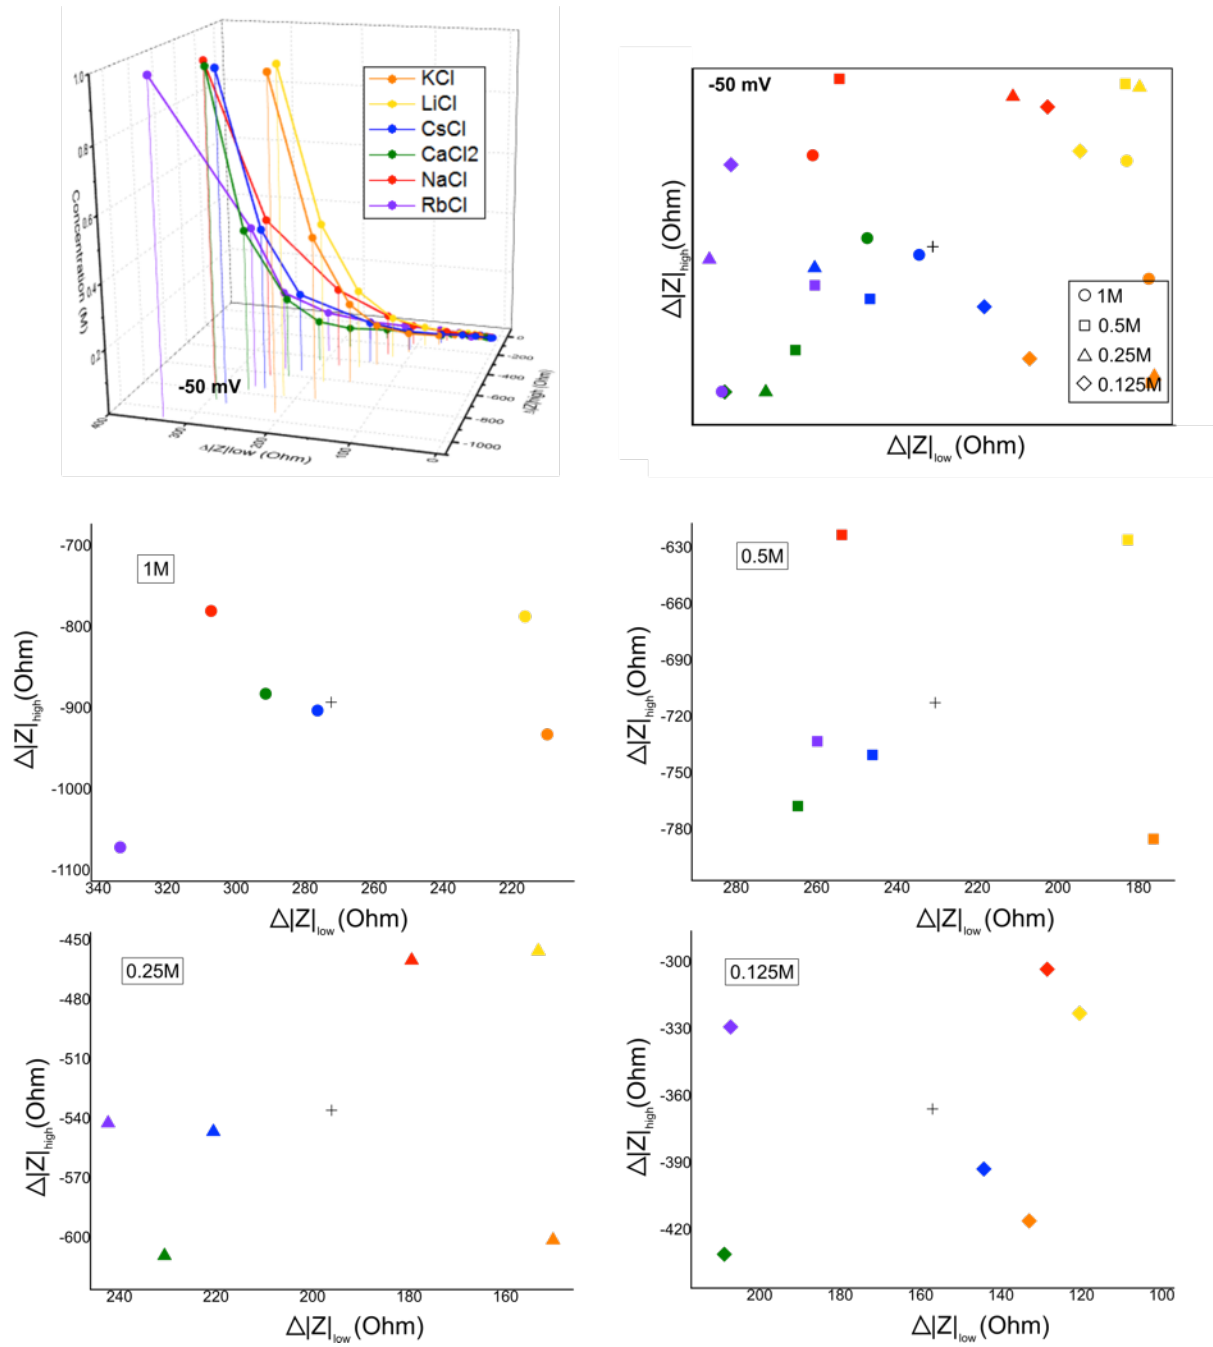 KCl
LiCl
CsCl
CaCl2
NaCl
RbCl
1.0
0.8
0.6
0.4
0.2
Concentration (M)
-50 mV
400
300
200
100
0
Δ|Z|low (Ohm)
0
-200
-400
-600
-800
-1000
Δ|Z|high (Ohm)
-50 mV
Δ|Z|high (Ohm)
1M
0.5M
0.25M
0.125M
Δ|Z|low (Ohm)
1M
-700
-800
-900
-1000
-1100
Δ|Z|high (Ohm)
340 320 300 280 260 240 220
Δ|Z|low (Ohm)
0.5M
-630
-660
-690
-720
-750
-780
Δ|Z|high (Ohm)
280 260 240 220 200 180
Δ|Z|low (Ohm)
0.25M
-450
-480
-510
-540
-570
-600
Δ|Z|high (Ohm)
240 220 200 180 160
Δ|Z|low (Ohm)
0.125M
-300
-330
-360
-390
-420
Δ|Z|high (Ohm)
200 180 160 140 120 100
Δ|Z|low (Ohm)